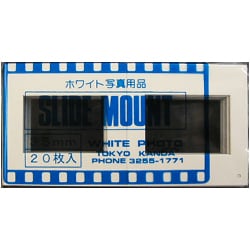 ホワイト写真用品
SLIDE MOUNT
5mm WHITE PHOTO
20枚入 TOKYO KANDA
PHONE 3255-1771